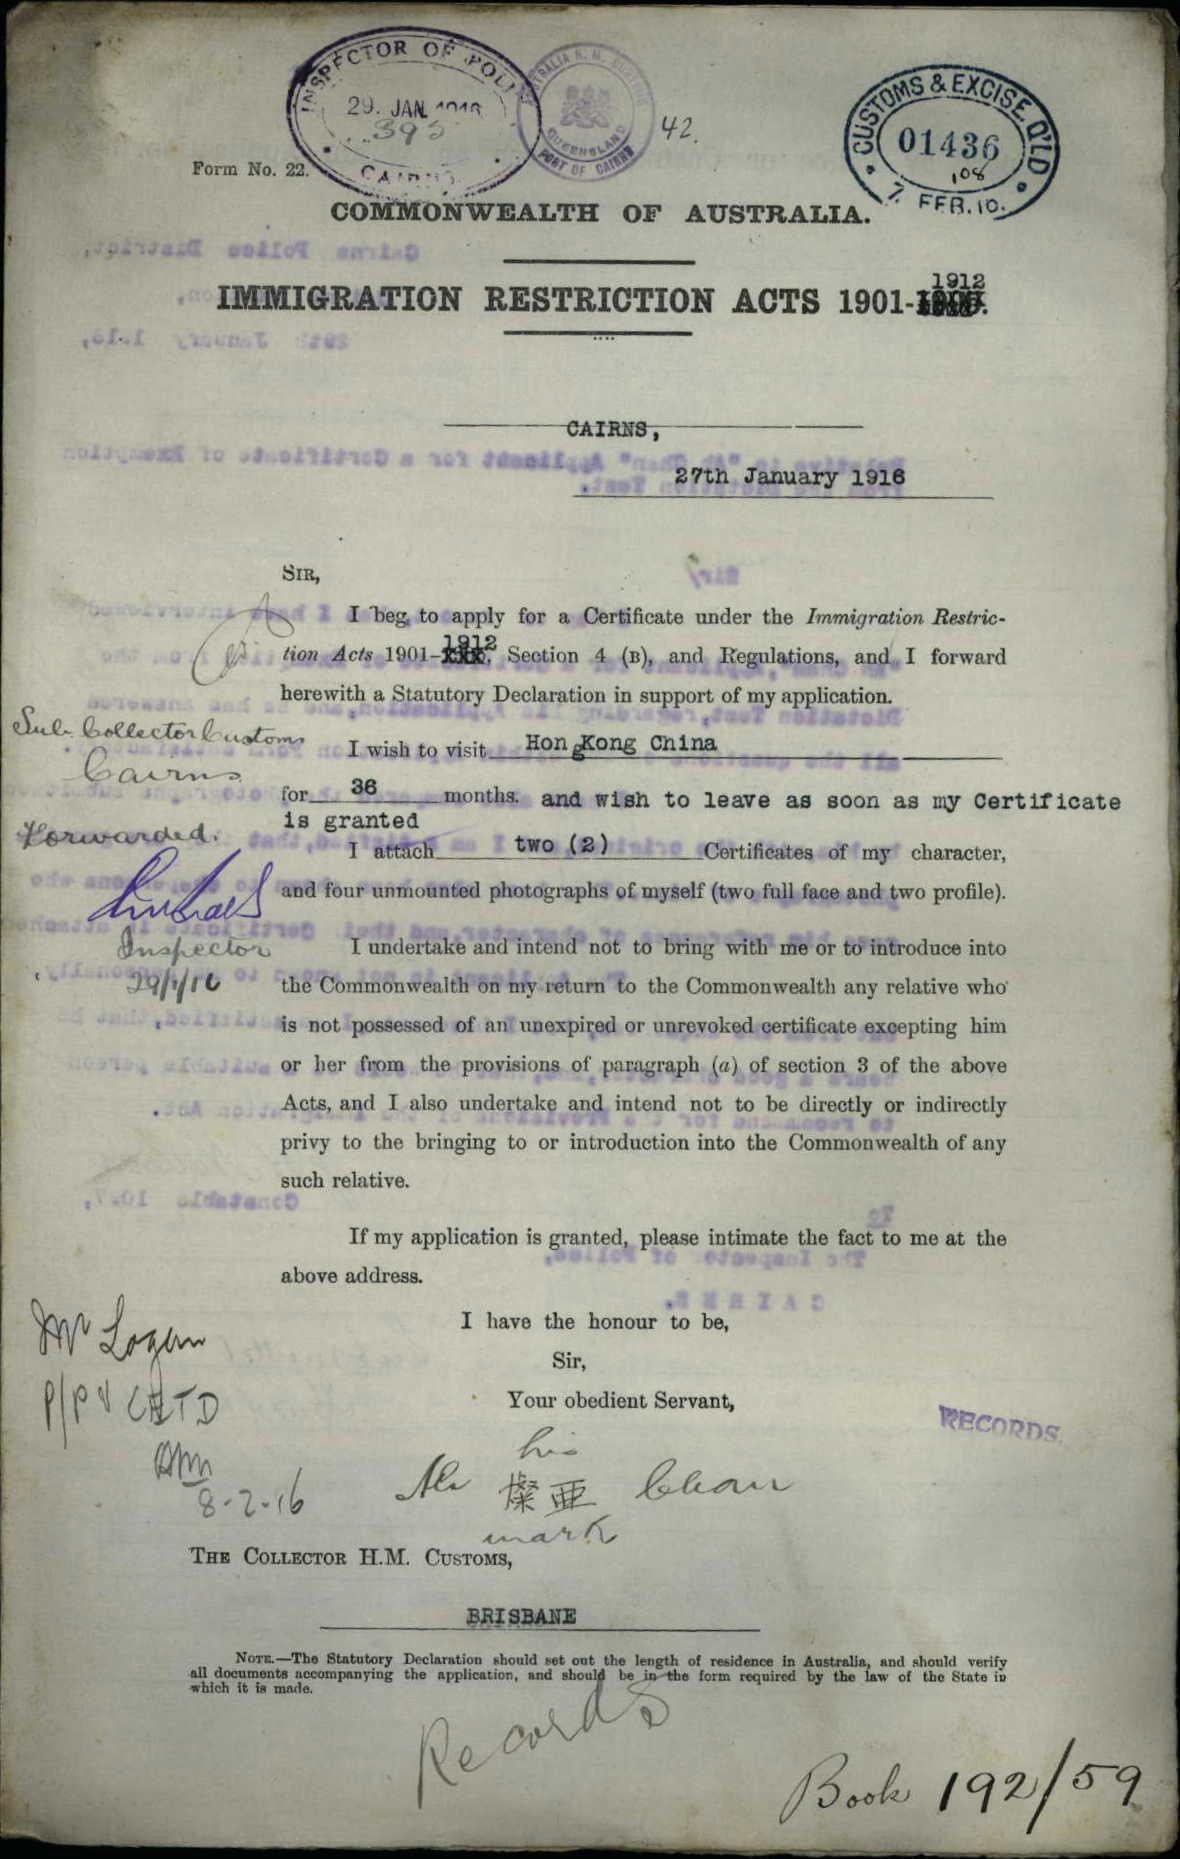 INSPECTOR OF POLICE
29. JAN. 1916
395
CAIRNS
QUEENSLAND
PORT OF CAIRNS
42.
CUSTOMS & EXCISE. Q'LD
01436
108
7 FEB. 16.
Form No. 22.
COMMONWEALTH OF AUSTRALIA.
IMMIGRATION RESTRICTION ACTS 1901-1912
CAIRNS,
27th January 1916
SIR,
I beg to apply for a Certificate under the Immigration Restric-
tion Acts 1901-1912, Section 4 (B), and Regulations, and I forward
herewith a Statutory Declaration in support of my application.
I wish to visit Hon gKong China
for 36 months. and wish to leave as soon as my Certificate
is granted
I attach two (2) Certificates of my character,
and four unmounted photographs of myself (two full face and two profile).
I undertake and intend not to bring with me or to introduce into
the Commonwealth on my return to the Commonwealth any relative who
is not possessed of an unexpired or unrevoked certificate excepting him
or her from the provisions of paragraph (a) of section 3 of the above
Acts, and I also undertake and intend not to be directly or indirectly
privy to the bringing to or introduction into the Commonwealth of any
such relative.
If my application is granted, please intimate the fact to me at the
above address.
I have the honour to be,
Sir,
Your obedient Servant,
his
Ah 燦亜 Chan
mark
THE COLLECTOR H.M. CUSTOMS,
BRISBANE
NOTE.—The Statutory Declaration should set out the length of residence in Australia, and should verify
all documents accompanying the application, and should be in the form required by the law of the State in
which it is made.
Sub. Collector Customs
Cairns
Forwarded.
Inspector
29/1/16
Mr Logan
8-2-16
RECORDS.
Records
Book 192/59